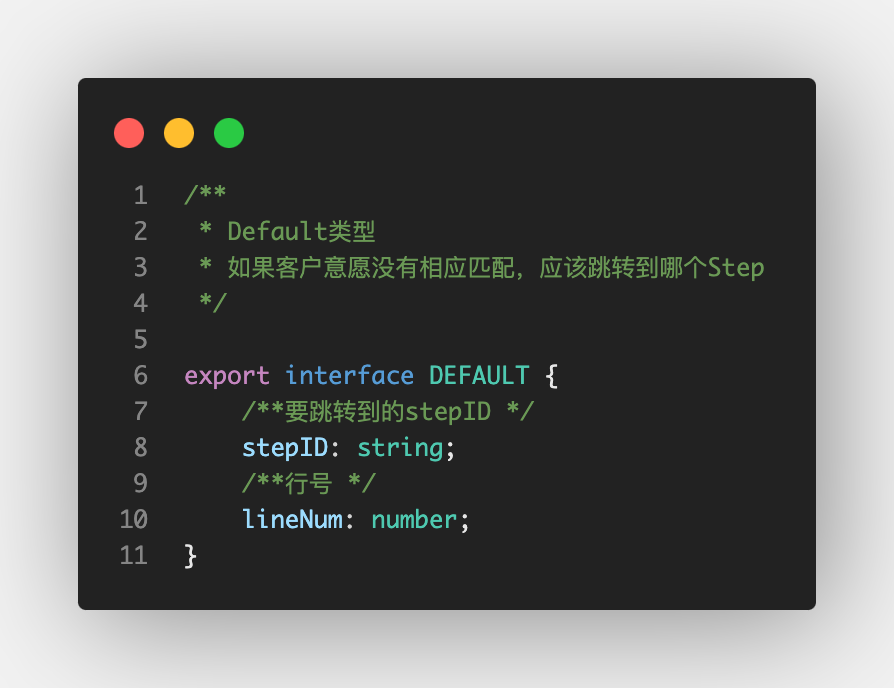 1 /**
2  * Default类型
3  * 如果客户意愿没有相应匹配，应该跳转到哪个Step
4  */
5
6 export interface DEFAULT {
7     /**要跳转到的stepID */
8     stepID: string;
9     /**行号 */
10     lineNum: number;
11 }